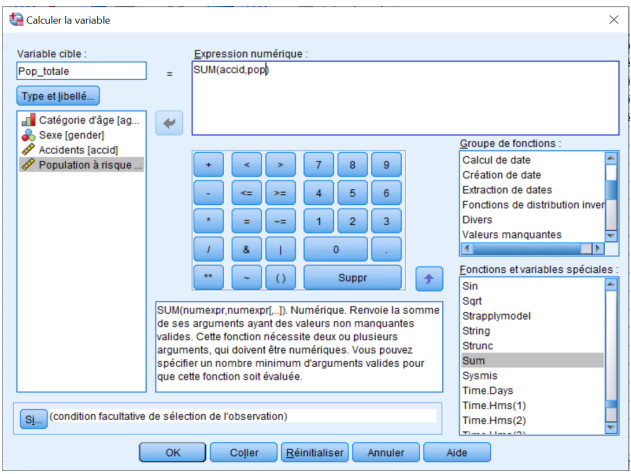 Calculer la variable
Variable cible :
Pop_totale
=
Expression numérique :
SUM(accid,pop)
Type et libellé...
Catégorie d'âge [ag...
Sexe [gender]
Accidents [accid]
Population à risque ...
+ < > 7 8 9
- <= >= 4 5 6
* = ~= 1 2 3
/ & | 0 .
** ~ ( ) Suppr
Groupe de fonctions :
Calcul de date
Création de date
Extraction de dates
Fonctions de distribution inver
Divers
Valeurs manquantes
Fonctions et variables spéciales :
Sin
Sqrt
Strapplymodel
String
Strunc
Sum
Sysmis
Time.Days
Time.Hms(1)
Time.Hms(2)
SUM(numexpr,numexpr[,..]). Numérique. Renvoie la somme
de ses arguments ayant des valeurs non manquantes
valides. Cette fonction nécessite deux ou plusieurs
arguments, qui doivent être numériques. Vous pouvez
spécifier un nombre minimum d'arguments valides pour
que cette fonction soit évaluée.
Si... (condition facultative de sélection de l'observation)
OK Coller Réinitialiser Annuler Aide